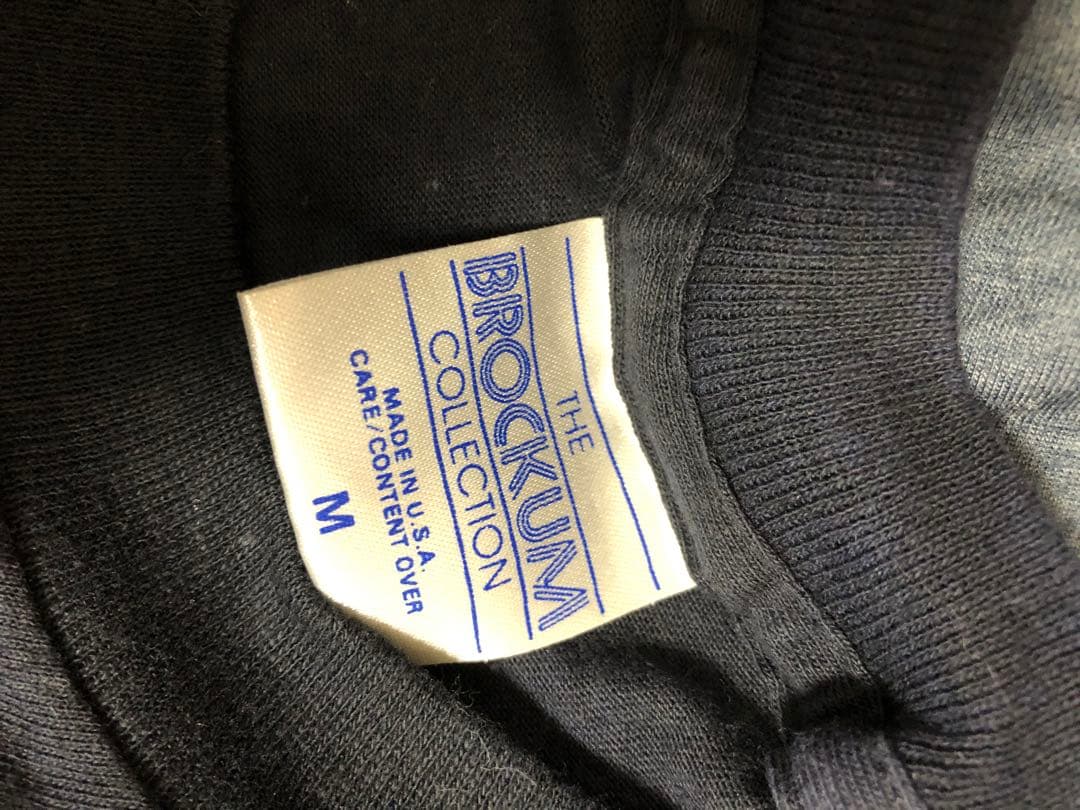 THE
BROCKUM
COLLECTION
MADE IN U.S.A.
CARE/CONTENT OVER
M